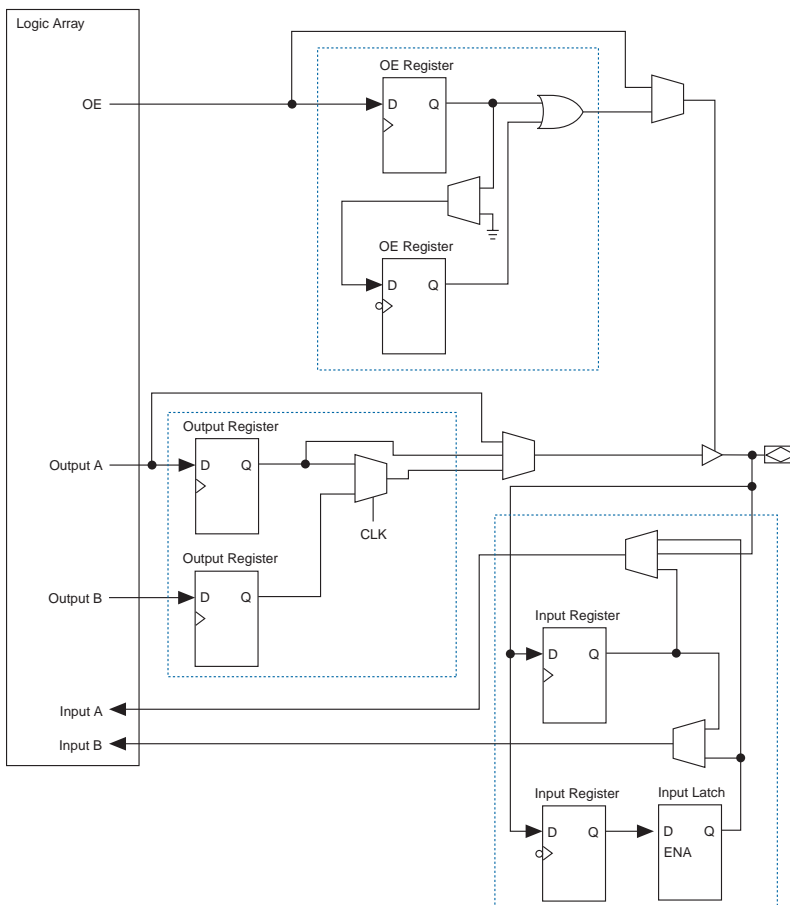 Logic Array
OE Register
OE
D Q
OE Register
D Q
Output Register
Output A
D Q
CLK
Output Register
Output B
D Q
Input Register
D Q
Input A
Input B
Input Register
Input Latch
D Q
D Q
ENA